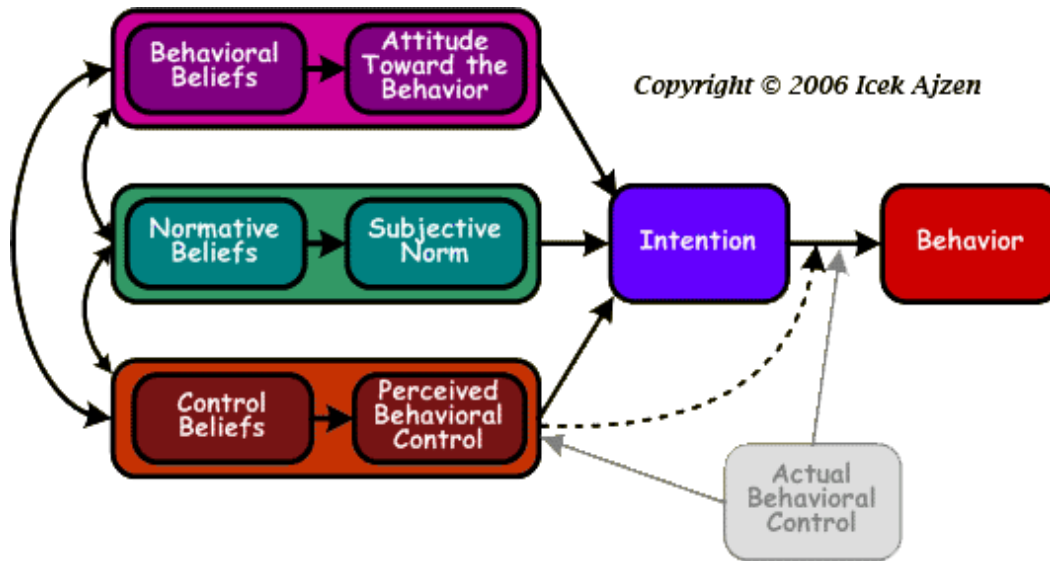 Behavioral
Beliefs
Attitude
Toward the
Behavior
Copyright © 2006 Icek Ajzen
Normative
Beliefs
Subjective
Norm
Intention
Behavior
Control
Beliefs
Perceived
Behavioral
Control
Actual
Behavioral
Control